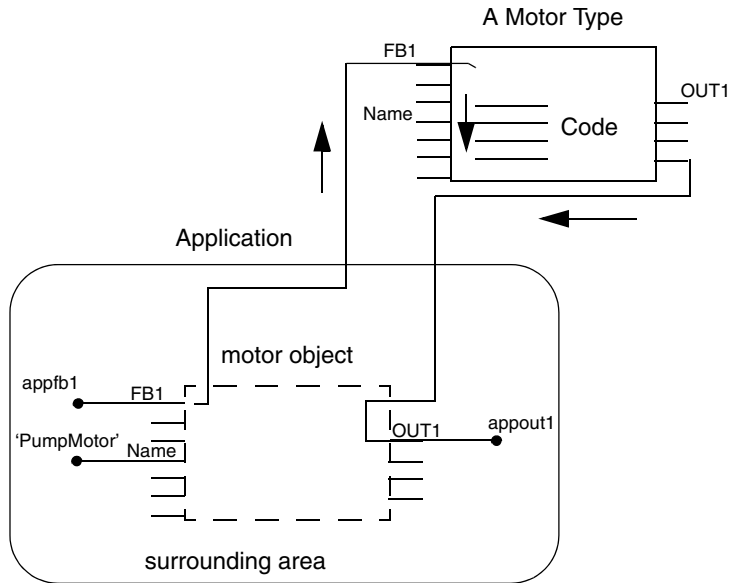 A Motor Type
FB1
OUT1
Name
Code
Application
motor object
appfb1
FB1
'PumpMotor'
Name
OUT1
appout1
surrounding area